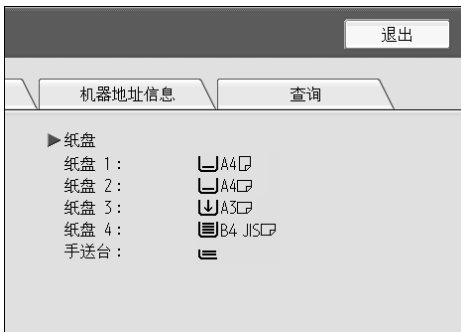 退出
机器地址信息 查询
▶纸盘
纸盘 1: A4
纸盘 2: A4
纸盘 3: A3
纸盘 4: B4 JIS
手送台: